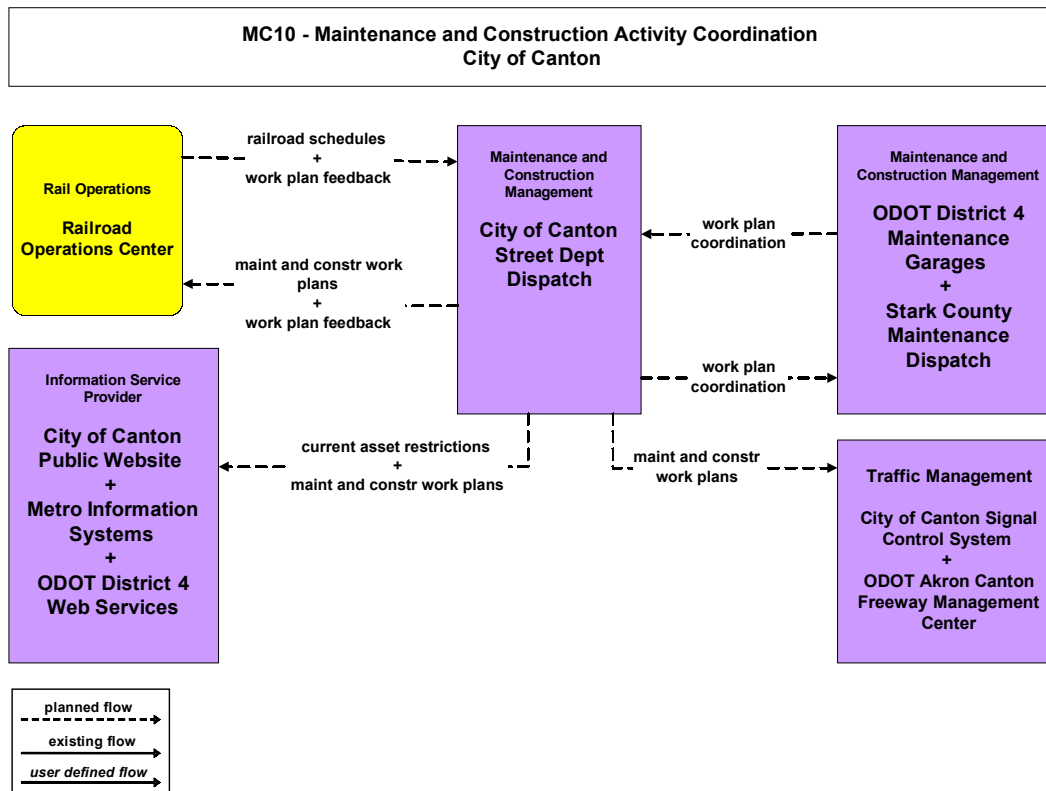 MC10 - Maintenance and Construction Activity Coordination
City of Canton
Rail Operations
Railroad
Operations Center
railroad schedules
+
work plan feedback
maint and constr work
plans
+
work plan feedback
Maintenance and
Construction
Management
City of Canton
Street Dept
Dispatch
work plan
coordination
work plan
coordination
Maintenance and
Construction Management
ODOT District 4
Maintenance
Garages
+
Stark County
Maintenance
Dispatch
Information Service
Provider
City of Canton
Public Website
+
Metro Information
Systems
+
ODOT District 4
Web Services
current asset restrictions
+
maint and constr work plans
maint and constr
work plans
Traffic Management
City of Canton Signal
Control System
+
ODOT Akron Canton
Freeway Management
Center
planned flow
existing flow
user defined flow